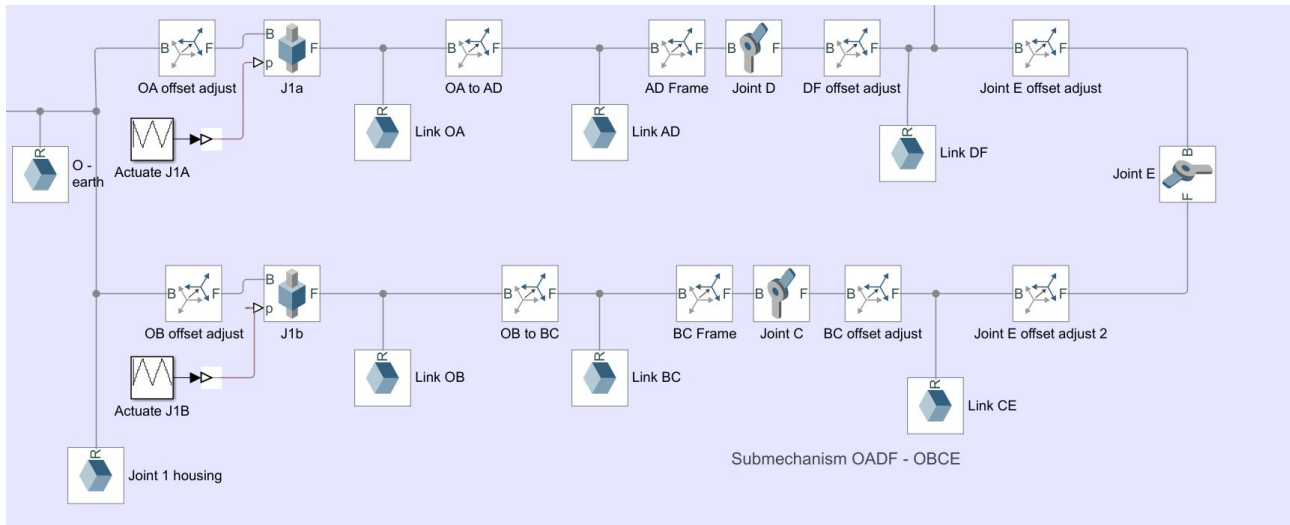 B F
OA offset adjust
B
p
F
J1a
B F
OA to AD
B F
AD Frame
B F
Joint D
B F
DF offset adjust
B F
Joint E offset adjust
R
O -
earth
Actuate J1A
R
Link OA
R
Link AD
R
Link DF
B
F
Joint E
B F
OB offset adjust
B
p
F
J1b
B F
OB to BC
B F
BC Frame
B F
Joint C
B F
BC offset adjust
B F
Joint E offset adjust 2
Actuate J1B
R
Link OB
R
Link BC
R
Link CE
R
Joint 1 housing
Submechanism OADF - OBCE